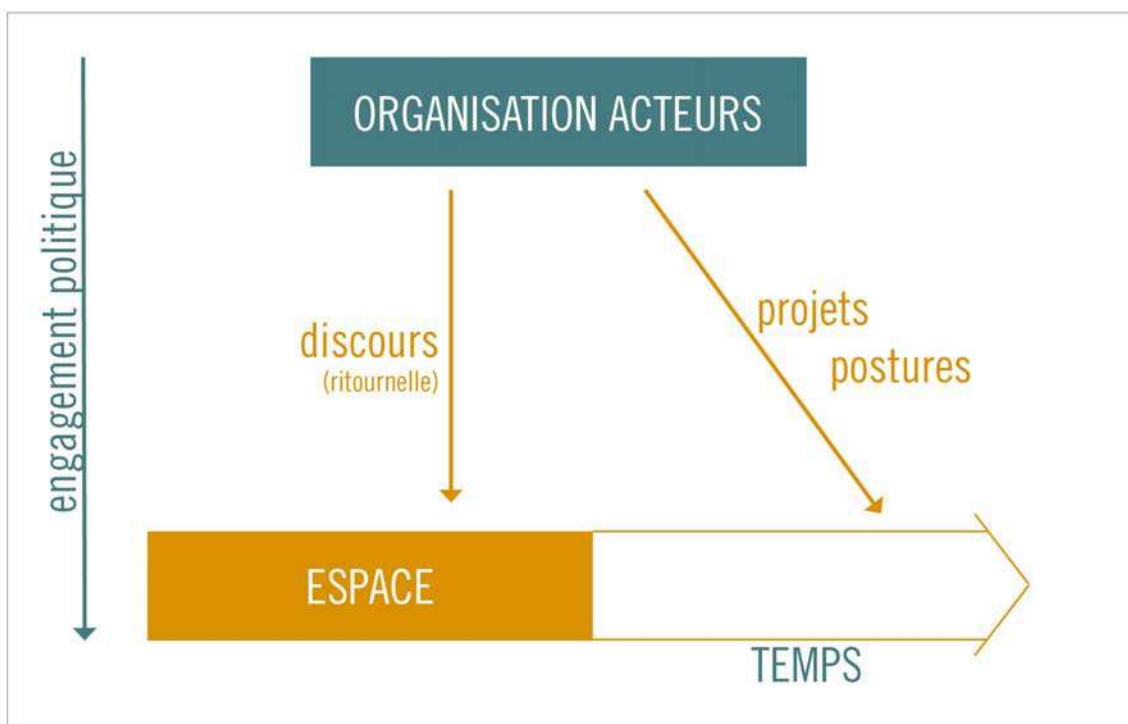 ORGANISATION ACTEURS
engagement politique
discours
(ritournelle)
projets
postures
ESPACE
TEMPS